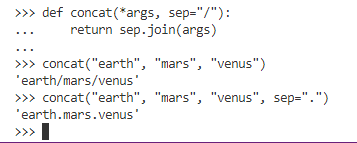 >>> def concat(*args, sep="/"):
...     return sep.join(args)
...
>>> concat("earth", "mars", "venus")
'earth/mars/venus'
>>> concat("earth", "mars", "venus", sep=".")
'earth.mars.venus'
>>>